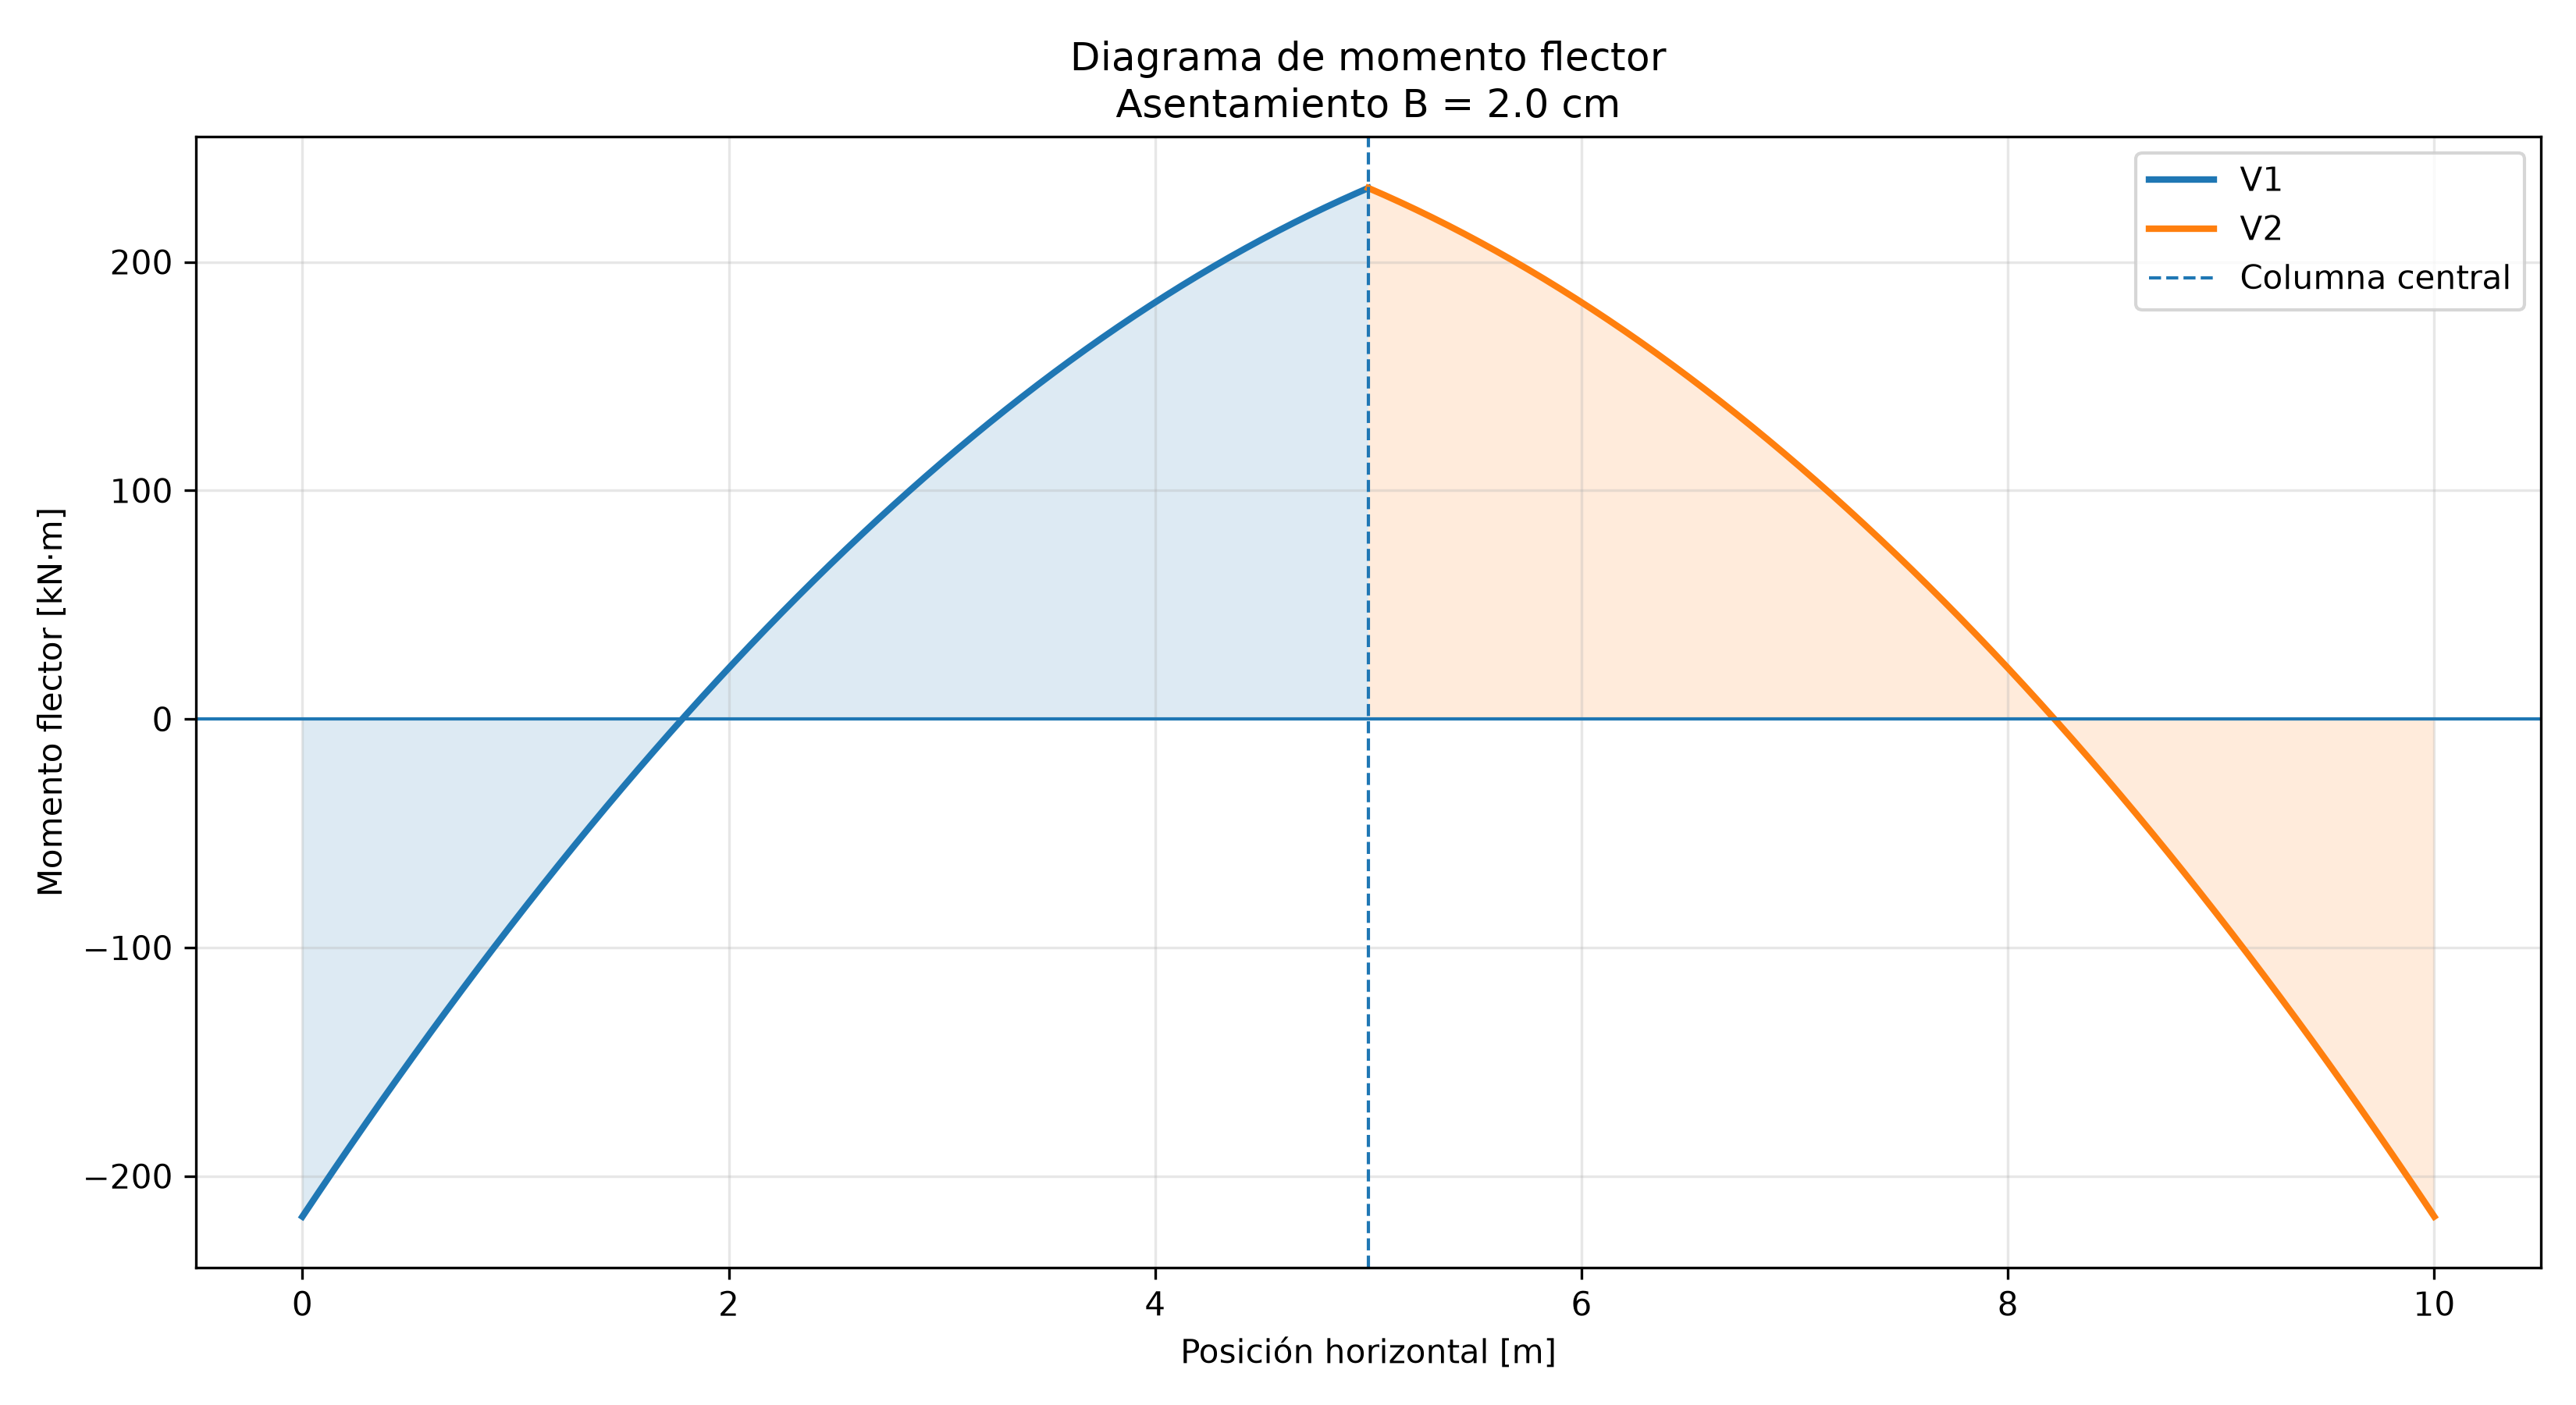 Diagrama de momento flector
Asentamiento B = 2.0 cm
V1
V2
Columna central
200
100
0
−100
−200
Momento flector [kN·m]
0 2 4 6 8 10
Posición horizontal [m]